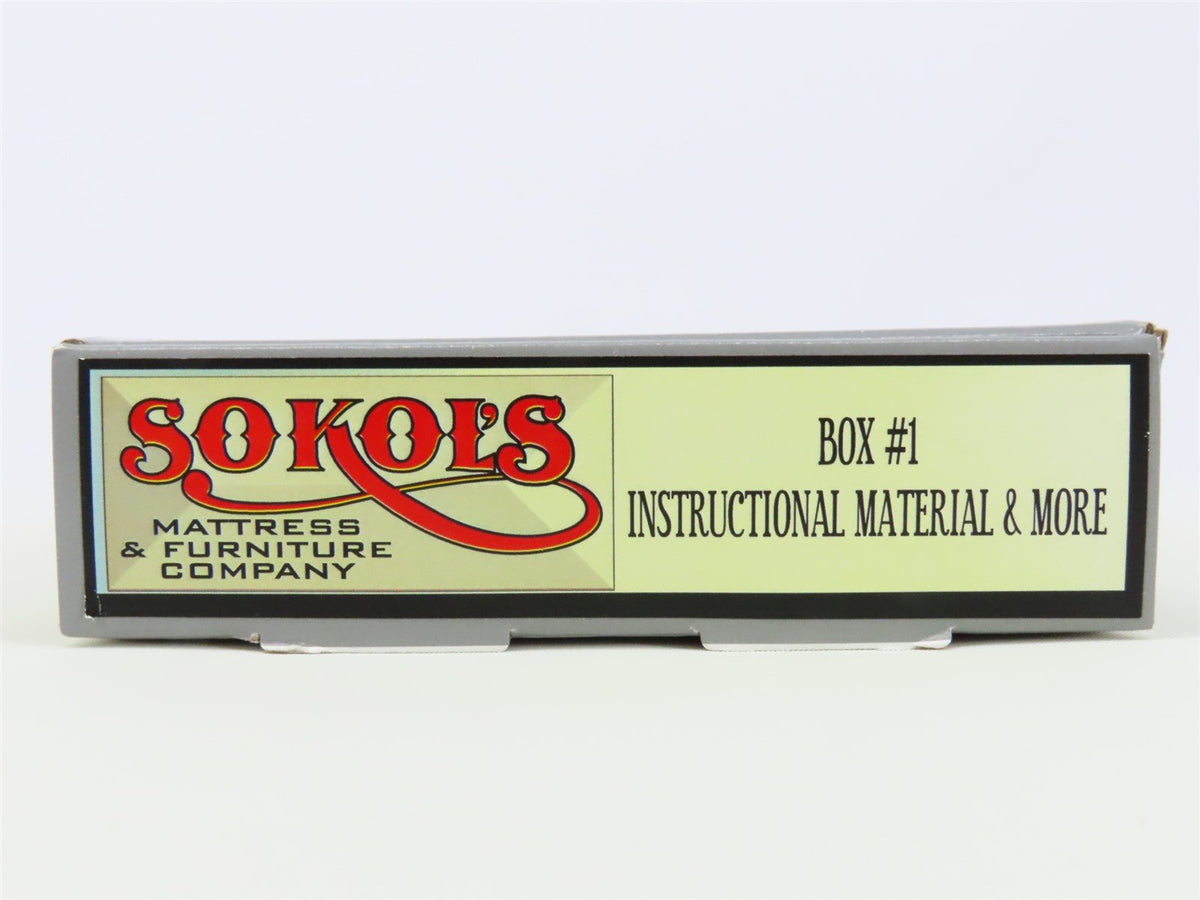 SOKOL'S
MATTRESS
& FURNITURE
COMPANY
BOX #1
INSTRUCTIONAL MATERIAL & MORE